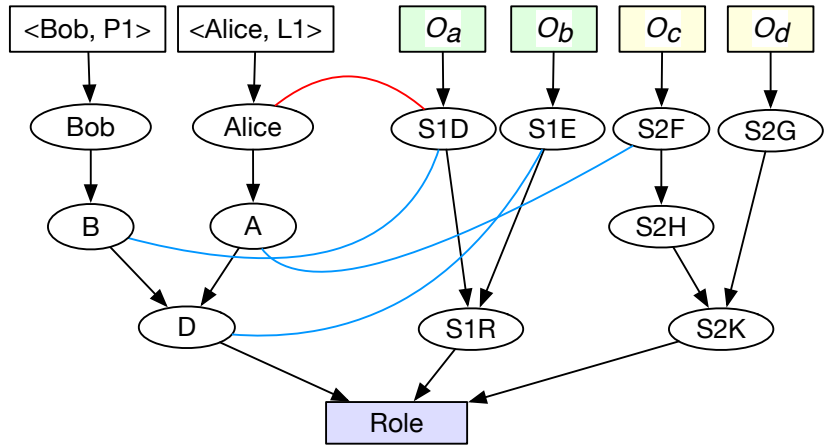 <Bob, P1>
<Alice, L1>
Oa
Ob
Oc
Od
Bob
Alice
S1D
S1E
S2F
S2G
B
A
S2H
D
S1R
S2K
Role